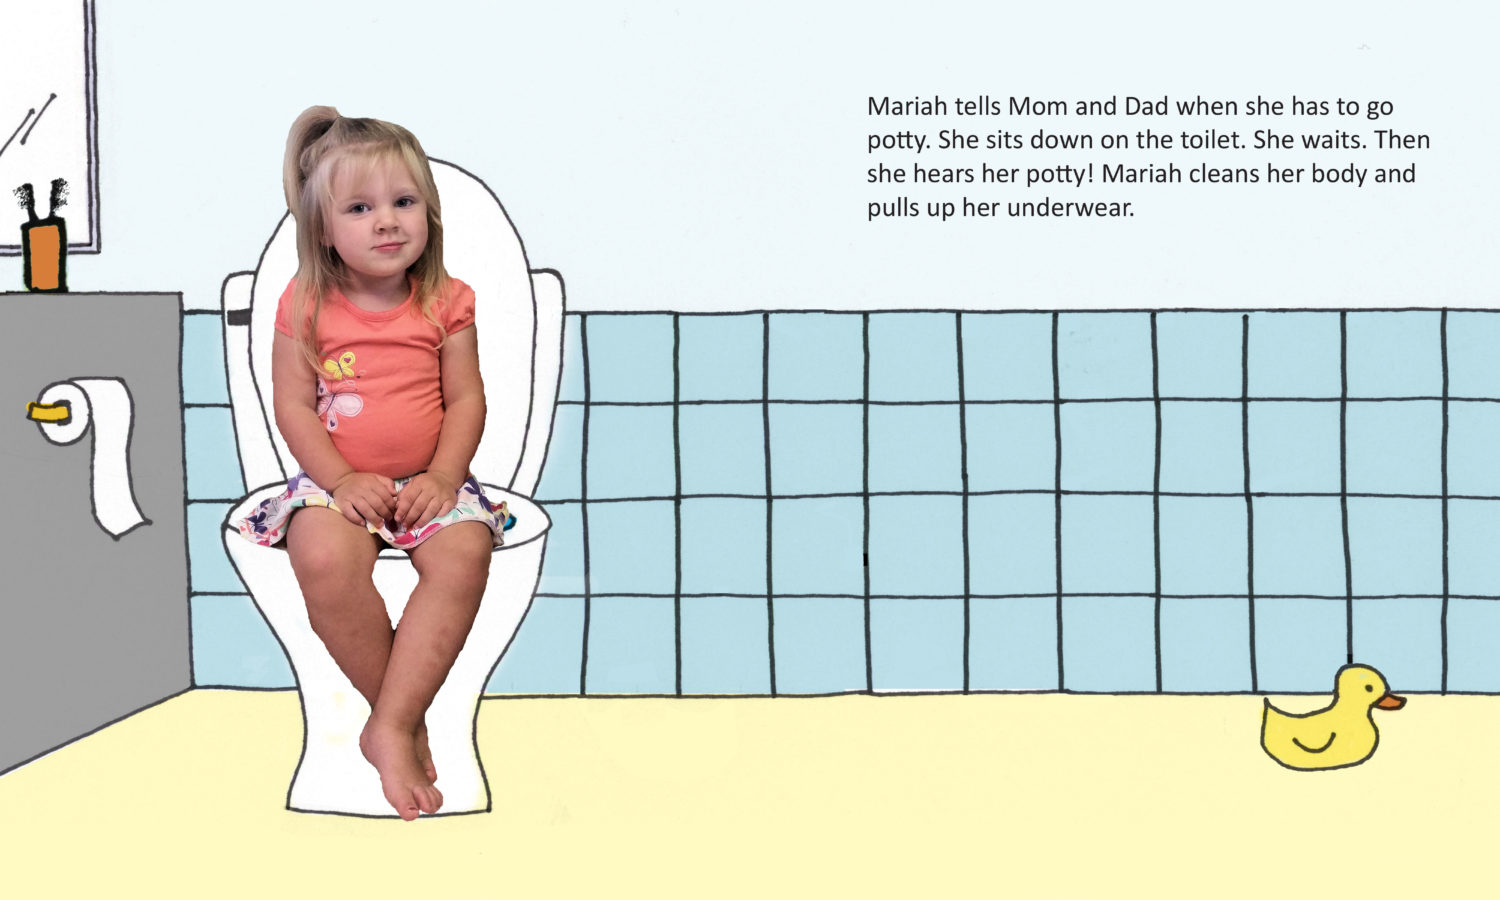 Mariah tells Mom and Dad when she has to go
potty. She sits down on the toilet. She waits. Then
she hears her potty! Mariah cleans her body and
pulls up her underwear.